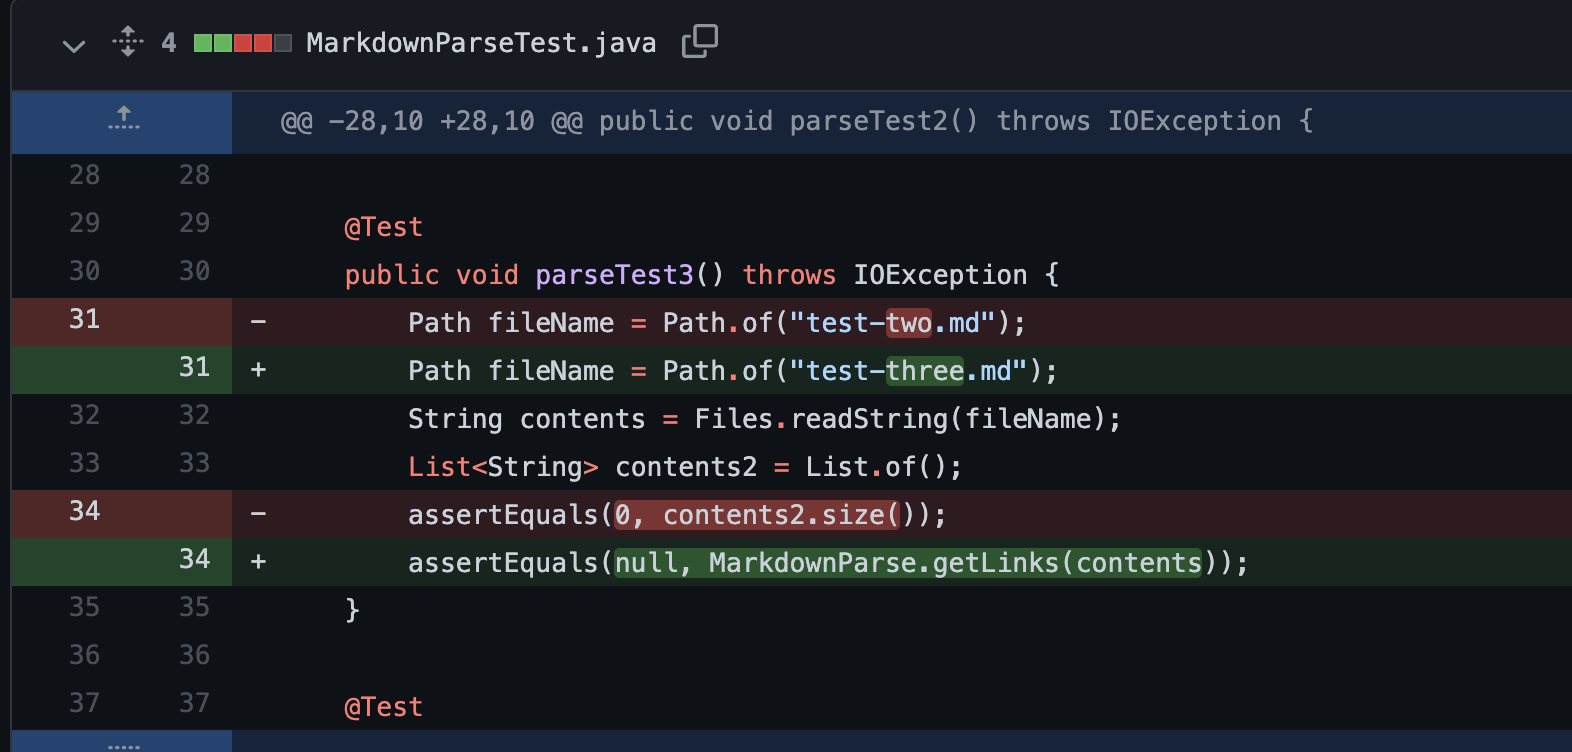 4 MarkdownParseTest.java
@@ -28,10 +28,10 @@ public void parseTest2() throws IOException {
28 28
29 29 @Test
30 30 public void parseTest3() throws IOException {
31 - Path fileName = Path.of("test-two.md");
31 + Path fileName = Path.of("test-three.md");
32 32 String contents = Files.readString(fileName);
33 33 List<String> contents2 = List.of();
34 - assertEquals(0, contents2.size());
34 + assertEquals(null, MarkdownParse.getLinks(contents));
35 35 }
36 36
37 37 @Test